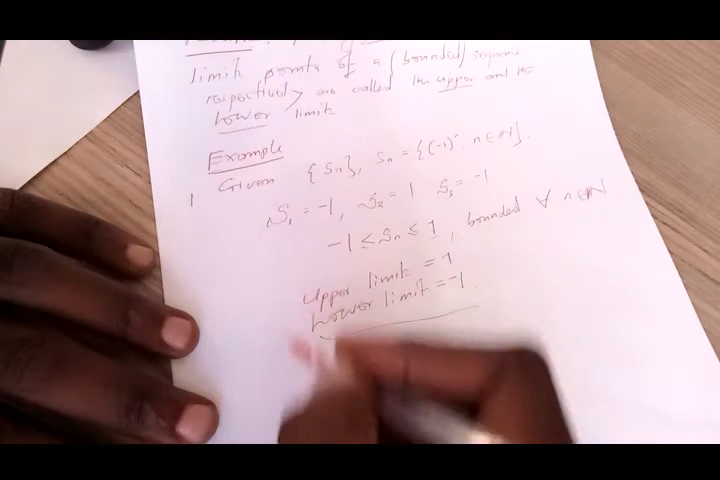 limit points of a (bounded) sequence
respectively are called the upper and the
lower limit
Example
1 Given {Sn}, Sn = {(-1)ⁿ, n∈N}.
S₁ = -1, S₂ = 1 S₃ = -1
-1 ≤ Sn ≤ 1, bounded ∀ n∈N
Upper limit = 1
Lower limit = -1.